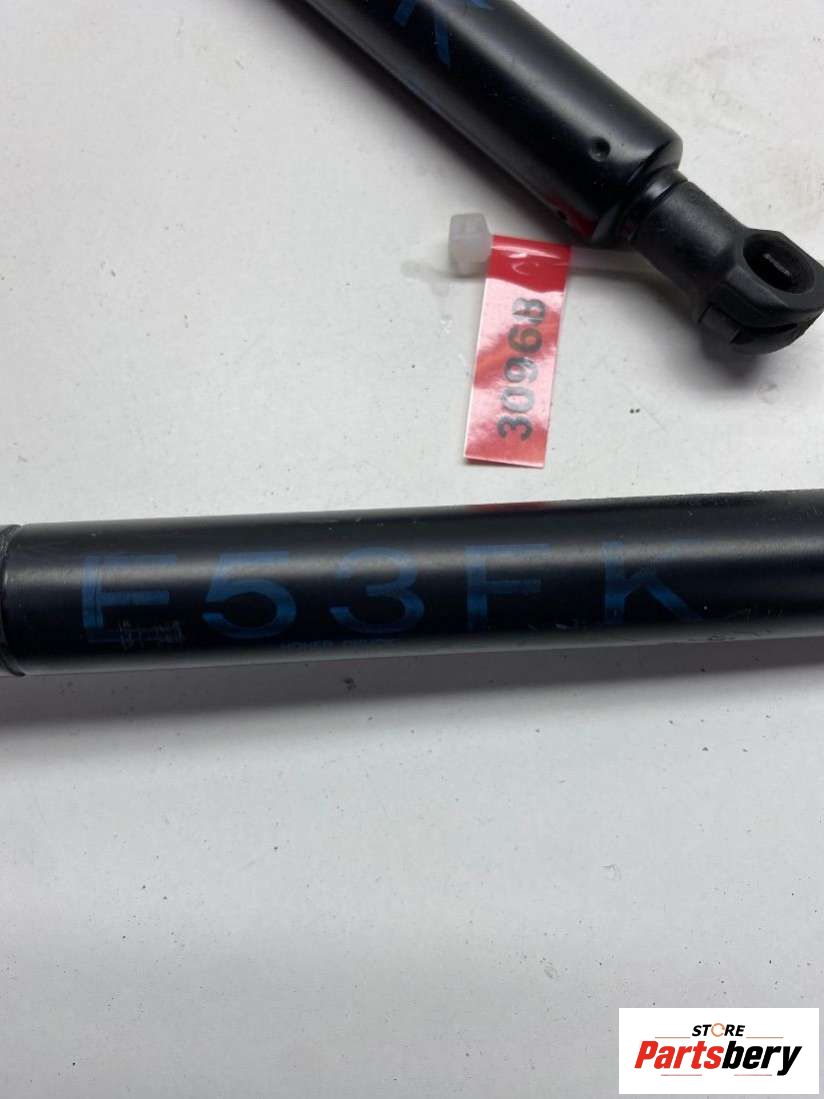 K
30968
E53FK
STORE
Partsbery